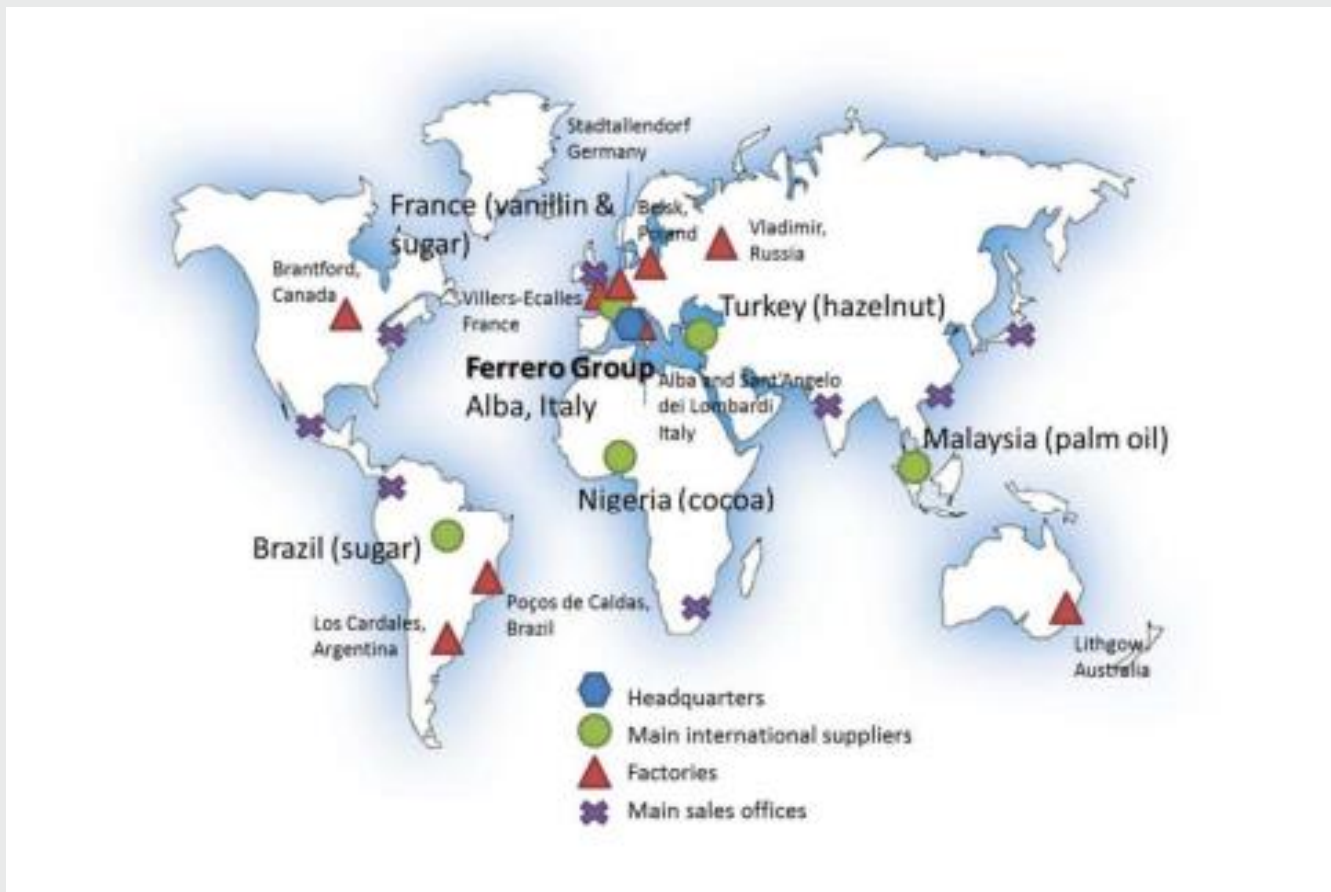 Stadtallendorf
Germany
France (vanillin &
sugar)
Belsk,
Poland
Vladimir,
Russia
Brantford,
Canada
Villers-Ecalles
France
Turkey (hazelnut)
Ferrero Group
Alba, Italy
Alba and Sant'Angelo
dei Lombardi
Italy
Malaysia (palm oil)
Nigeria (cocoa)
Brazil (sugar)
Poços de Caldas,
Brazil
Los Cardales,
Argentina
Lithgow,
Australia
Headquarters
Main international suppliers
Factories
Main sales offices